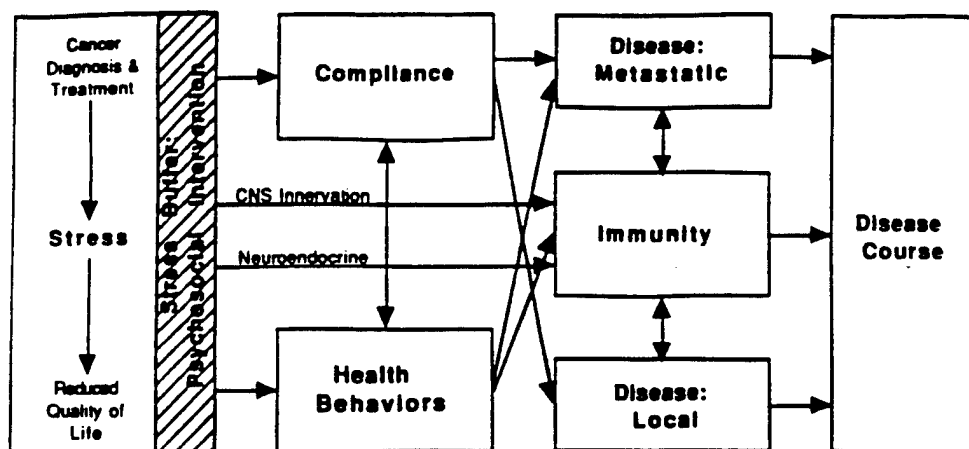 Cancer
Diagnosis &
Treatment
Stress
Reduced
Quality of
Life
Stress Buffer:
Psychosocial Intervention
Compliance
CNS Innervation
Neuroendocrine
Health
Behaviors
Disease:
Metastatic
Immunity
Disease:
Local
Disease
Course